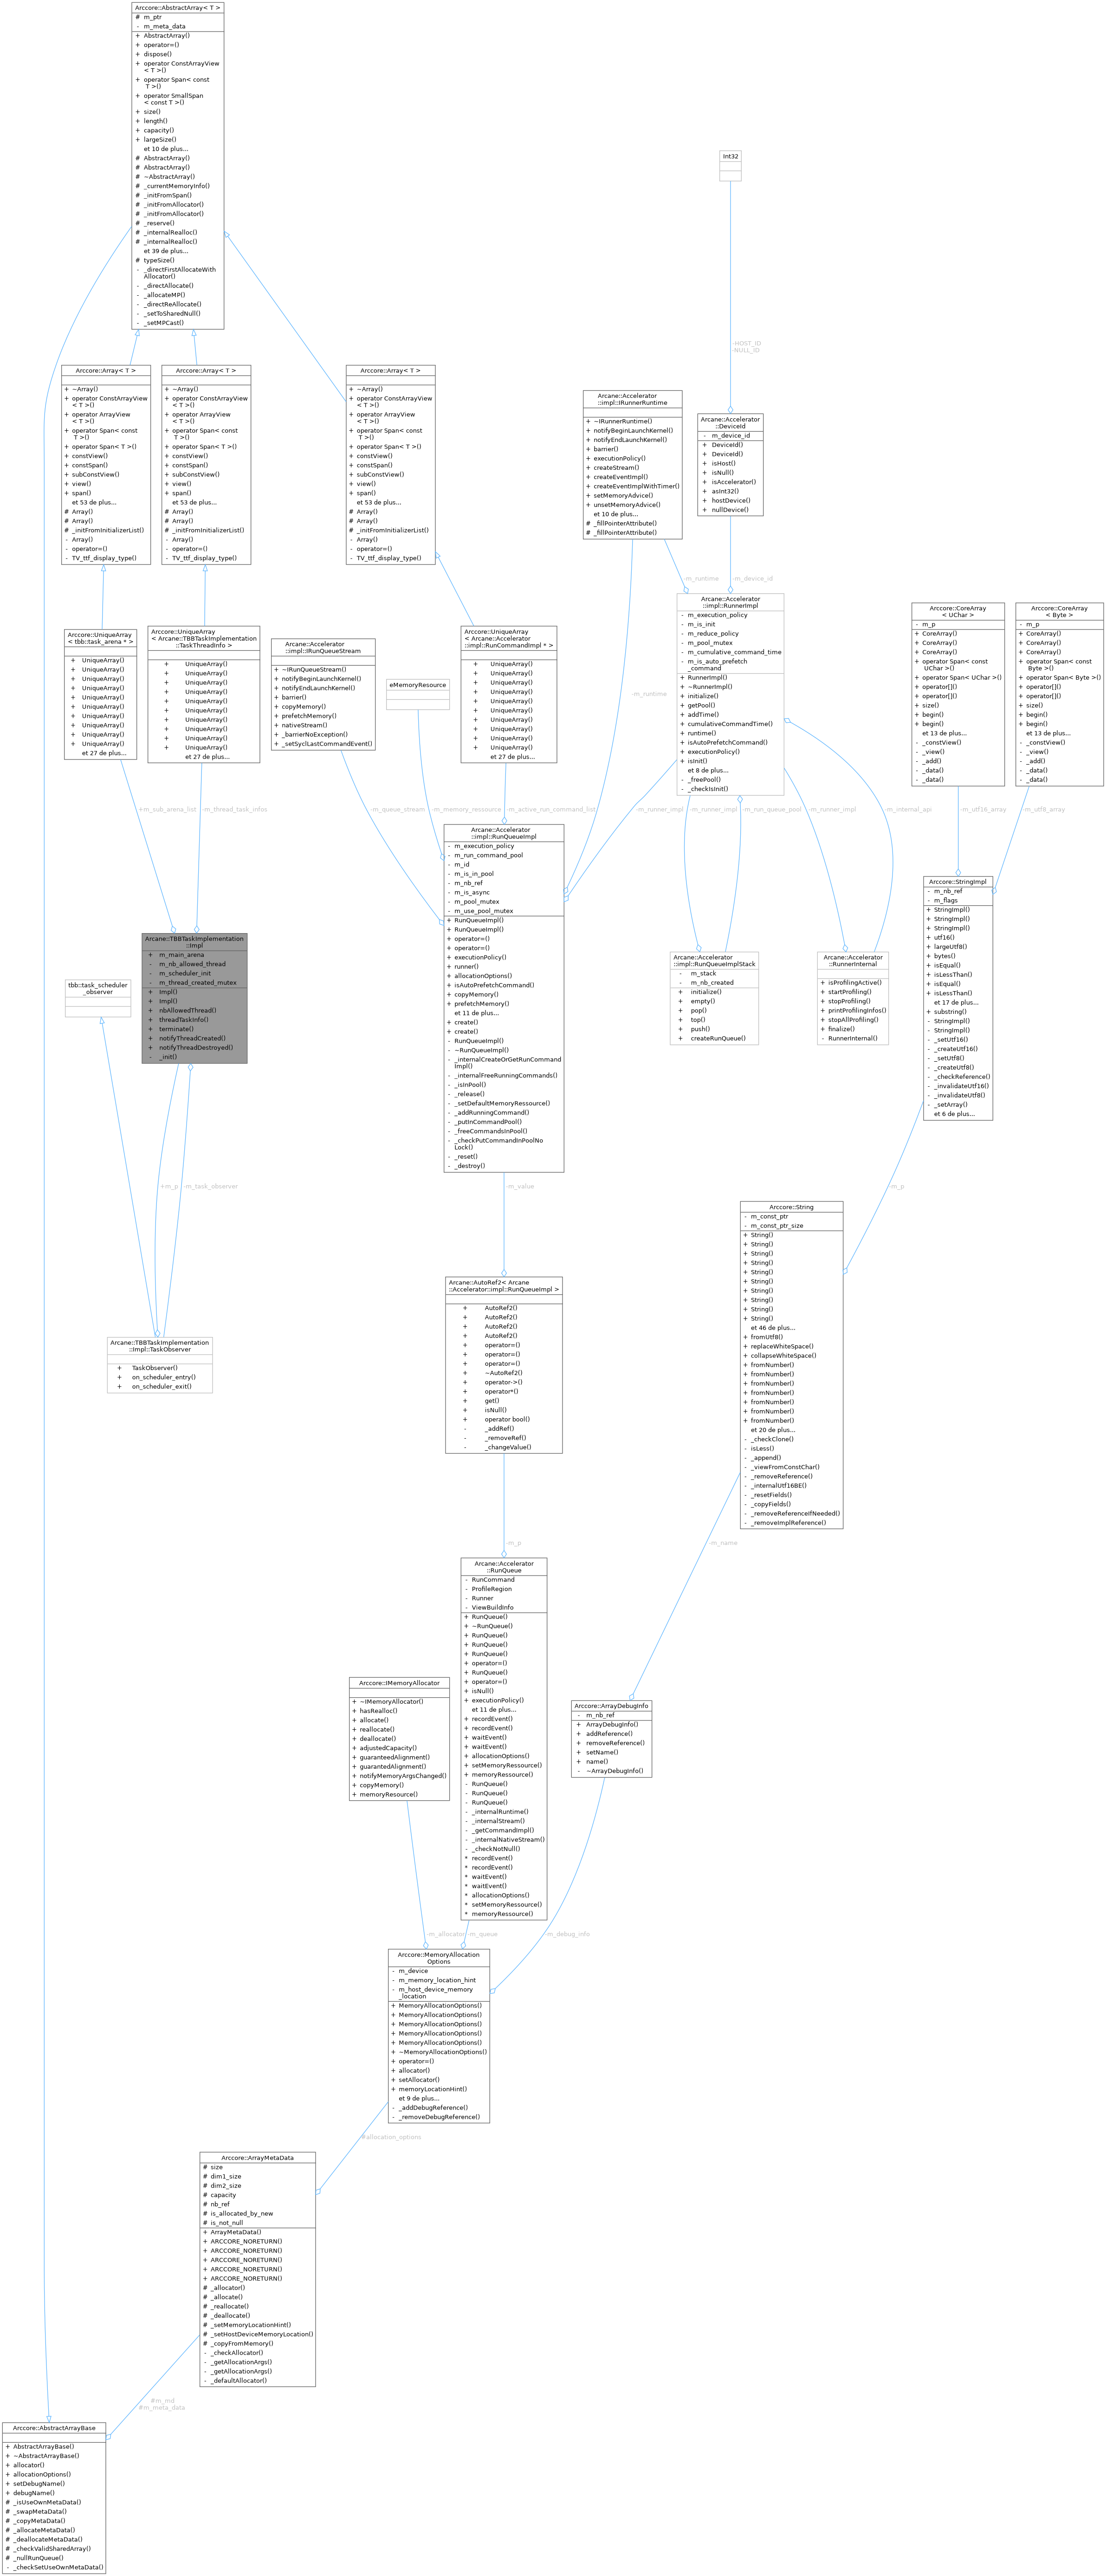 Arccore::AbstractArray< T >
# m_ptr
- m_meta_data
+ AbstractArray()
+ operator=()
+ dispose()
+ operator ConstArrayView
< T >()
+ operator Span< const
T >()
+ operator SmallSpan
< const T >()
+ size()
+ length()
+ capacity()
+ largeSize()
et 10 de plus...
# AbstractArray()
# AbstractArray()
# ~AbstractArray()
# _currentMemoryInfo()
# _initFromSpan()
# _initFromAllocator()
# _initFromAllocator()
# _reserve()
# _internalRealloc()
# _internalRealloc()
et 39 de plus...
# typeSize()
- _directFirstAllocateWith
Allocator()
- _directAllocate()
- _allocateMP()
- _directReAllocate()
- _setToSharedNull()
- _setMPCast()
Int32
-HOST_ID
-NULL_ID
Arccore::Array< T >
+ ~Array()
+ operator ConstArrayView
< T >()
+ operator ArrayView
< T >()
+ operator Span< const
T >()
+ operator Span< T >()
+ constView()
+ constSpan()
+ subConstView()
+ view()
+ span()
et 53 de plus...
# Array()
# Array()
# _initFromInitializerList()
- Array()
- operator=()
- TV_ttf_display_type()
Arccore::Array< T >
+ ~Array()
+ operator ConstArrayView
< T >()
+ operator ArrayView
< T >()
+ operator Span< const
T >()
+ operator Span< T >()
+ constView()
+ constSpan()
+ subConstView()
+ view()
+ span()
et 53 de plus...
# Array()
# Array()
# _initFromInitializerList()
- Array()
- operator=()
- TV_ttf_display_type()
Arccore::Array< T >
+ ~Array()
+ operator ConstArrayView
< T >()
+ operator ArrayView
< T >()
+ operator Span< const
T >()
+ operator Span< T >()
+ constView()
+ constSpan()
+ subConstView()
+ view()
+ span()
et 53 de plus...
# Array()
# Array()
# _initFromInitializerList()
- Array()
- operator=()
- TV_ttf_display_type()
Arcane::Accelerator
::impl::IRunnerRuntime
+ ~IRunnerRuntime()
+ notifyBeginLaunchKernel()
+ notifyEndLaunchKernel()
+ barrier()
+ executionPolicy()
+ createStream()
+ createEventImpl()
+ createEventImplWithTimer()
+ setMemoryAdvice()
+ unsetMemoryAdvice()
et 10 de plus...
# _fillPointerAttribute()
# _fillPointerAttribute()
Arcane::Accelerator
::DeviceId
- m_device_id
+ DeviceId()
+ DeviceId()
+ isHost()
+ isNull()
+ isAccelerator()
+ asInt32()
+ hostDevice()
+ nullDevice()
-m_runtime
-m_device_id
Arccore::UniqueArray
< tbb::task_arena * >
+ UniqueArray()
+ UniqueArray()
+ UniqueArray()
+ UniqueArray()
+ UniqueArray()
+ UniqueArray()
+ UniqueArray()
+ UniqueArray()
+ UniqueArray()
+ UniqueArray()
et 27 de plus...
Arccore::UniqueArray
< Arcane::TBBTaskImplementation
::TaskThreadInfo >
+ UniqueArray()
+ UniqueArray()
+ UniqueArray()
+ UniqueArray()
+ UniqueArray()
+ UniqueArray()
+ UniqueArray()
+ UniqueArray()
+ UniqueArray()
+ UniqueArray()
et 27 de plus...
Arcane::Accelerator
::impl::IRunQueueStream
+ ~IRunQueueStream()
+ notifyBeginLaunchKernel()
+ notifyEndLaunchKernel()
+ barrier()
+ copyMemory()
+ prefetchMemory()
+ nativeStream()
+ _barrierNoException()
+ _setSyclLastCommandEvent()
eMemoryResource
Arccore::UniqueArray
< Arcane::Accelerator
::impl::RunCommandImpl * >
+ UniqueArray()
+ UniqueArray()
+ UniqueArray()
+ UniqueArray()
+ UniqueArray()
+ UniqueArray()
+ UniqueArray()
+ UniqueArray()
+ UniqueArray()
+ UniqueArray()
et 27 de plus...
-m_runtime
Arcane::Accelerator
::impl::RunnerImpl
- m_execution_policy
- m_is_init
- m_reduce_policy
- m_pool_mutex
- m_cumulative_command_time
- m_is_auto_prefetch
_command
+ RunnerImpl()
+ ~RunnerImpl()
+ initialize()
+ getPool()
+ addTime()
+ cumulativeCommandTime()
+ runtime()
+ isAutoPrefetchCommand()
+ executionPolicy()
+ isInit()
et 8 de plus...
- _freePool()
- _checkIsInit()
Arccore::CoreArray
< UChar >
- m_p
+ CoreArray()
+ CoreArray()
+ CoreArray()
+ operator Span< const
UChar >()
+ operator Span< UChar >()
+ operator[]()
+ operator[]()
+ size()
+ begin()
+ begin()
et 13 de plus...
- _constView()
- _view()
- _add()
- _data()
- _data()
Arccore::CoreArray
< Byte >
- m_p
+ CoreArray()
+ CoreArray()
+ CoreArray()
+ operator Span< const
Byte >()
+ operator Span< Byte >()
+ operator[]()
+ operator[]()
+ size()
+ begin()
+ begin()
et 13 de plus...
- _constView()
- _view()
- _add()
- _data()
- _data()
+m_sub_arena_list
-m_thread_task_infos
-m_queue_stream
-m_memory_ressource
-m_active_run_command_list
-m_runner_impl
-m_runner_impl
-m_run_queue_pool
-m_runner_impl
-m_internal_api
-m_utf16_array
-m_utf8_array
Arcane::TBBTaskImplementation
::Impl
+ m_main_arena
- m_nb_allowed_thread
- m_scheduler_init
- m_thread_created_mutex
+ Impl()
+ Impl()
+ nbAllowedThread()
+ threadTaskInfo()
+ terminate()
+ notifyThreadCreated()
+ notifyThreadDestroyed()
- _init()
tbb::task_scheduler
_observer
Arcane::Accelerator
::impl::RunQueueImpl
- m_execution_policy
- m_run_command_pool
- m_id
- m_is_in_pool
- m_nb_ref
- m_is_async
- m_pool_mutex
- m_use_pool_mutex
+ RunQueueImpl()
+ RunQueueImpl()
+ operator=()
+ operator=()
+ executionPolicy()
+ runner()
+ allocationOptions()
+ isAutoPrefetchCommand()
+ copyMemory()
+ prefetchMemory()
et 11 de plus...
+ create()
+ create()
- RunQueueImpl()
- ~RunQueueImpl()
- _internalCreateOrGetRunCommand
Impl()
- _internalFreeRunningCommands()
- _isInPool()
- _release()
- _setDefaultMemoryRessource()
- _addRunningCommand()
- _putInCommandPool()
- _freeCommandsInPool()
- _checkPutCommandInPoolNo
Lock()
- _reset()
- _destroy()
Arcane::Accelerator
::impl::RunQueueImplStack
- m_stack
- m_nb_created
+ initialize()
+ empty()
+ pop()
+ top()
+ push()
+ createRunQueue()
Arcane::Accelerator
::RunnerInternal
+ isProfilingActive()
+ startProfiling()
+ stopProfiling()
+ printProfilingInfos()
+ stopAllProfiling()
+ finalize()
- RunnerInternal()
Arccore::StringImpl
- m_nb_ref
- m_flags
+ StringImpl()
+ StringImpl()
+ StringImpl()
+ utf16()
+ largeUtf8()
+ bytes()
+ isEqual()
+ isLessThan()
+ isEqual()
+ isLessThan()
et 17 de plus...
+ substring()
- StringImpl()
- StringImpl()
- _setUtf16()
- _createUtf16()
- _setUtf8()
- _createUtf8()
- _checkReference()
- _invalidateUtf16()
- _invalidateUtf8()
- _setArray()
et 6 de plus...
+m_p
-m_task_observer
-m_value
-m_p
Arcane::TBBTaskImplementation
::Impl::TaskObserver
+ TaskObserver()
+ on_scheduler_entry()
+ on_scheduler_exit()
Arcane::AutoRef2< Arcane
::Accelerator::impl::RunQueueImpl >
+ AutoRef2()
+ AutoRef2()
+ AutoRef2()
+ AutoRef2()
+ operator=()
+ operator=()
+ operator=()
+ ~AutoRef2()
+ operator->()
+ operator*()
+ get()
+ isNull()
+ operator bool()
- _addRef()
- _removeRef()
- _changeValue()
Arccore::String
- m_const_ptr
- m_const_ptr_size
+ String()
+ String()
+ String()
+ String()
+ String()
+ String()
+ String()
+ String()
+ String()
+ String()
et 46 de plus...
+ fromUtf8()
+ replaceWhiteSpace()
+ collapseWhiteSpace()
+ fromNumber()
+ fromNumber()
+ fromNumber()
+ fromNumber()
+ fromNumber()
+ fromNumber()
+ fromNumber()
et 20 de plus...
- _checkClone()
- isLess()
- _append()
- _viewFromConstChar()
- _removeReference()
- _internalUtf16BE()
- _resetFields()
- _copyFields()
- _removeReferenceIfNeeded()
- _removeImplReference()
-m_p
-m_name
Arcane::Accelerator
::RunQueue
- RunCommand
- ProfileRegion
- Runner
- ViewBuildInfo
+ RunQueue()
+ ~RunQueue()
+ RunQueue()
+ RunQueue()
+ RunQueue()
+ operator=()
+ RunQueue()
+ operator=()
+ isNull()
+ executionPolicy()
et 11 de plus...
+ recordEvent()
+ recordEvent()
+ waitEvent()
+ waitEvent()
+ allocationOptions()
+ setMemoryRessource()
+ memoryRessource()
- RunQueue()
- RunQueue()
- RunQueue()
- _internalRuntime()
- _internalStream()
- _getCommandImpl()
- _internalNativeStream()
- _checkNotNull()
* recordEvent()
* recordEvent()
* waitEvent()
* waitEvent()
* allocationOptions()
* setMemoryRessource()
* memoryRessource()
Arccore::IMemoryAllocator
+ ~IMemoryAllocator()
+ hasRealloc()
+ allocate()
+ reallocate()
+ deallocate()
+ adjustedCapacity()
+ guaranteedAlignment()
+ guarantedAlignment()
+ notifyMemoryArgsChanged()
+ copyMemory()
+ memoryResource()
Arccore::ArrayDebugInfo
- m_nb_ref
+ ArrayDebugInfo()
+ addReference()
+ removeReference()
+ setName()
+ name()
- ~ArrayDebugInfo()
-m_allocator
-m_queue
-m_debug_info
Arccore::MemoryAllocation
Options
- m_device
- m_memory_location_hint
- m_host_device_memory
_location
+ MemoryAllocationOptions()
+ MemoryAllocationOptions()
+ MemoryAllocationOptions()
+ MemoryAllocationOptions()
+ MemoryAllocationOptions()
+ ~MemoryAllocationOptions()
+ operator=()
+ allocator()
+ setAllocator()
+ memoryLocationHint()
et 9 de plus...
- _addDebugReference()
- _removeDebugReference()
#allocation_options
Arccore::ArrayMetaData
# size
# dim1_size
# dim2_size
# capacity
# nb_ref
# is_allocated_by_new
# is_not_null
+ ArrayMetaData()
+ ARCCORE_NORETURN()
+ ARCCORE_NORETURN()
+ ARCCORE_NORETURN()
+ ARCCORE_NORETURN()
+ ARCCORE_NORETURN()
# _allocator()
# _allocate()
# _reallocate()
# _deallocate()
# _setMemoryLocationHint()
# _setHostDeviceMemoryLocation()
# _copyFromMemory()
- _checkAllocator()
- _getAllocationArgs()
- _getAllocationArgs()
- _defaultAllocator()
#m_md
#m_meta_data
Arccore::AbstractArrayBase
+ AbstractArrayBase()
+ ~AbstractArrayBase()
+ allocator()
+ allocationOptions()
+ setDebugName()
+ debugName()
# _isUseOwnMetaData()
# _swapMetaData()
# _copyMetaData()
# _allocateMetaData()
# _deallocateMetaData()
# _checkValidSharedArray()
# _nullRunQueue()
- _checkSetUseOwnMetaData()